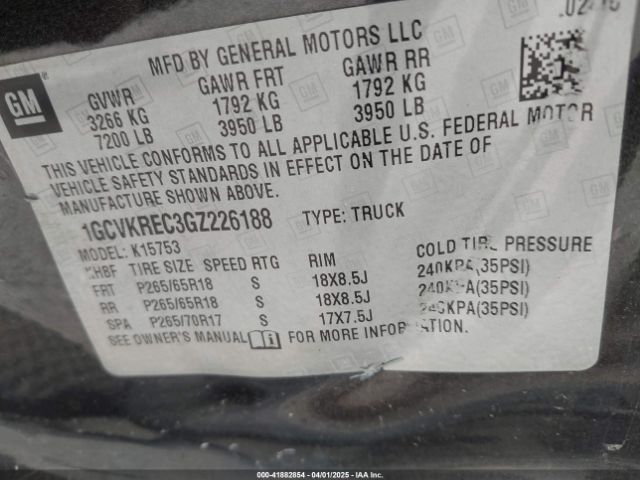 GM
MFD BY GENERAL MOTORS LLC
GVWR GAWR FRT GAWR RR
3266 KG 1792 KG 1792 KG
7200 LB 3950 LB 3950 LB
THIS VEHICLE CONFORMS TO ALL APPLICABLE U.S. FEDERAL MOTOR
VEHICLE SAFETY STANDARDS IN EFFECT ON THE DATE OF
MANUFACTURE SHOWN ABOVE.
1GCVKREC3GZ226188 TYPE: TRUCK
MODEL: K15753
TIRE SIZE SPEED RTG RIM COLD TIRE PRESSURE
FRT P265/65R18 S 18X8.5J 240KPA(35PSI)
RR P265/65R18 S 18X8.5J 240KPA(35PSI)
SPA P265/70R17 S 17X7.5J 240KPA(35PSI)
SEE OWNER'S MANUAL FOR MORE INFORMATION.
000-41882854 | 04/01/2025 | IAA Inc.